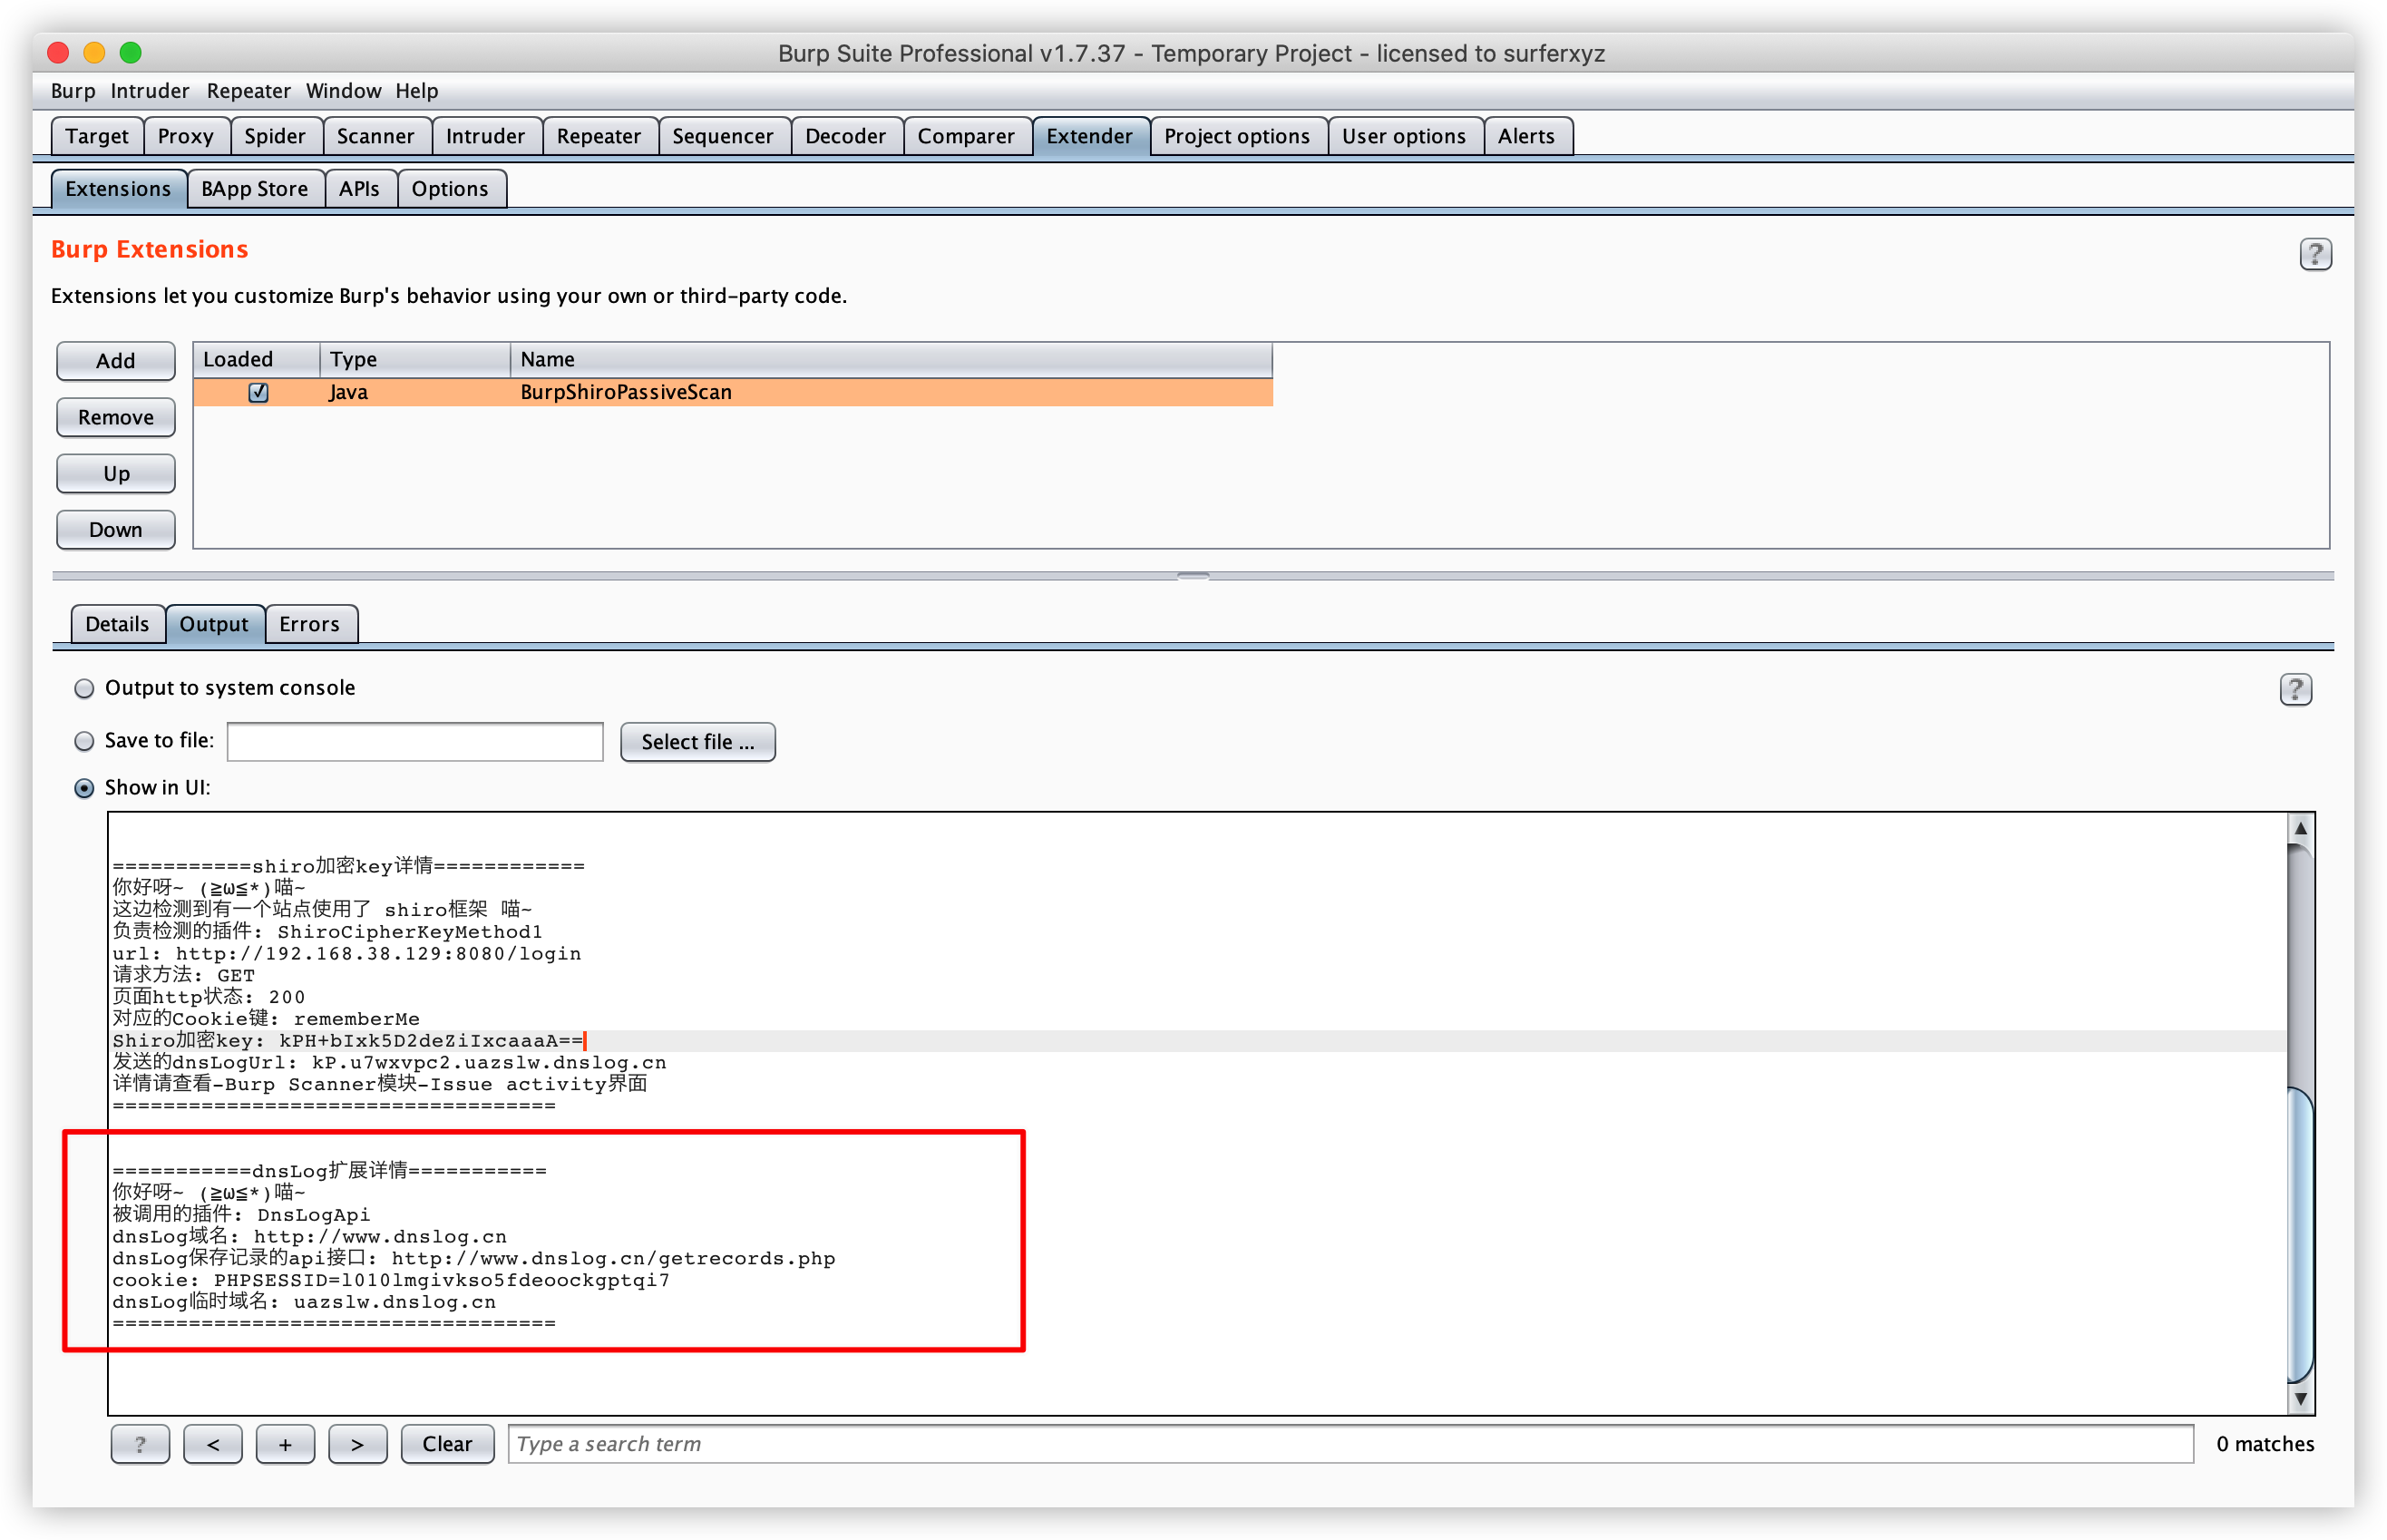 Burp Suite Professional v1.7.37 - Temporary Project - licensed to surferxyz
Burp Intruder Repeater Window Help
Target Proxy Spider Scanner Intruder Repeater Sequencer Decoder Comparer Extender Project options User options Alerts
Extensions BApp Store APIs Options
Burp Extensions
?
Extensions let you customize Burp's behavior using your own or third-party code.
Add
Remove
Up
Down
Loaded Type Name
Java BurpShiroPassiveScan
Details Output Errors
Output to system console
?
Save to file: Select file ...
Show in UI:
===========shiro加密key详情============
你好呀~ (≧ω≦*)喵~
这边检测到有一个站点使用了 shiro框架 喵~
负责检测的插件: ShiroCipherKeyMethod1
url: http://192.168.38.129:8080/login
请求方法: GET
页面http状态: 200
对应的Cookie键: rememberMe
Shiro加密key: kPH+bIxk5D2deZiIxcaaaA==
发送的dnsLogUrl: kP.u7wxvpc2.uazslw.dnslog.cn
详情请查看-Burp Scanner模块-Issue activity界面
===================================
===========dnsLog扩展详情===========
你好呀~ (≧ω≦*)喵~
被调用的插件: DnsLogApi
dnsLog域名: http://www.dnslog.cn
dnsLog保存记录的api接口: http://www.dnslog.cn/getrecords.php
cookie: PHPSESSID=l010lmgivkso5fdeoockgptqi7
dnsLog临时域名: uazslw.dnslog.cn
===================================
? < + > Clear Type a search term 0 matches